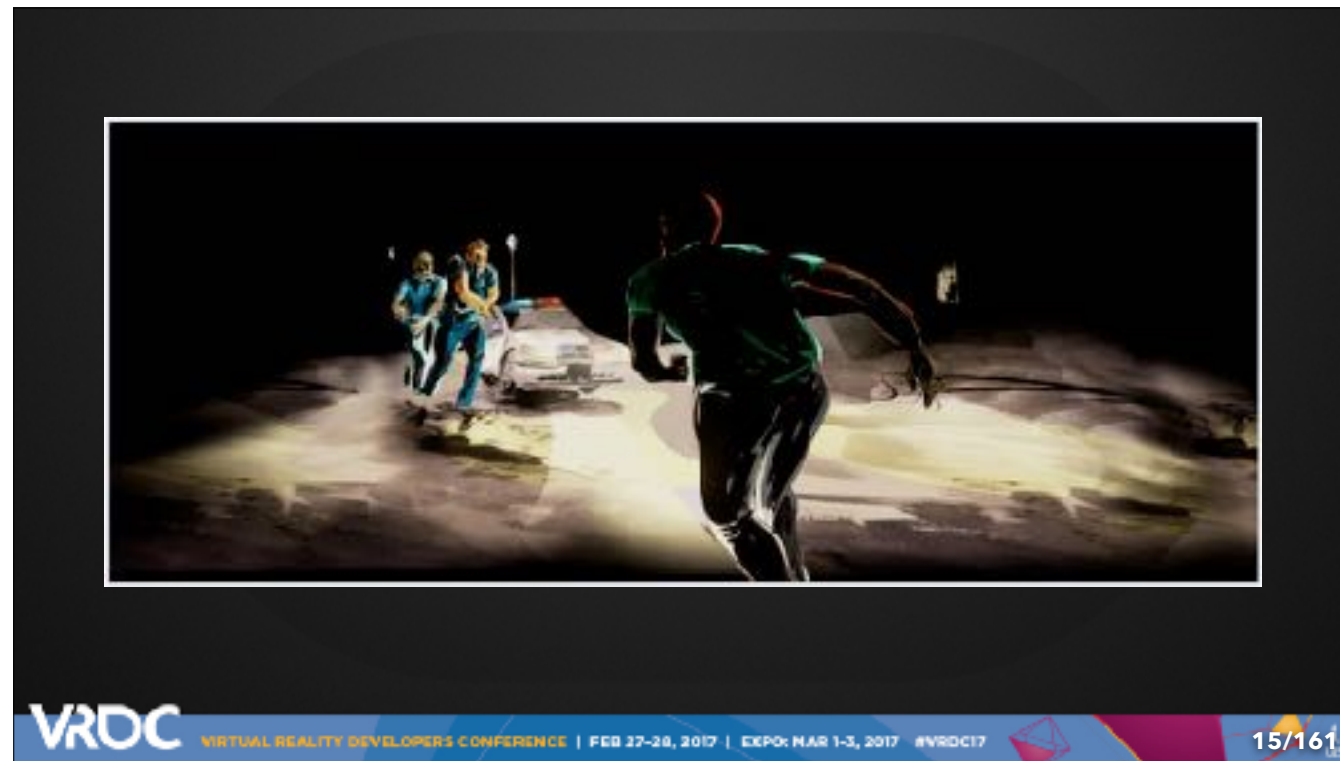 VRDC VIRTUAL REALITY DEVELOPERS CONFERENCE | FEB 27-28, 2017 | EXPO: MAR 1-3, 2017 #VRDC17 15/161